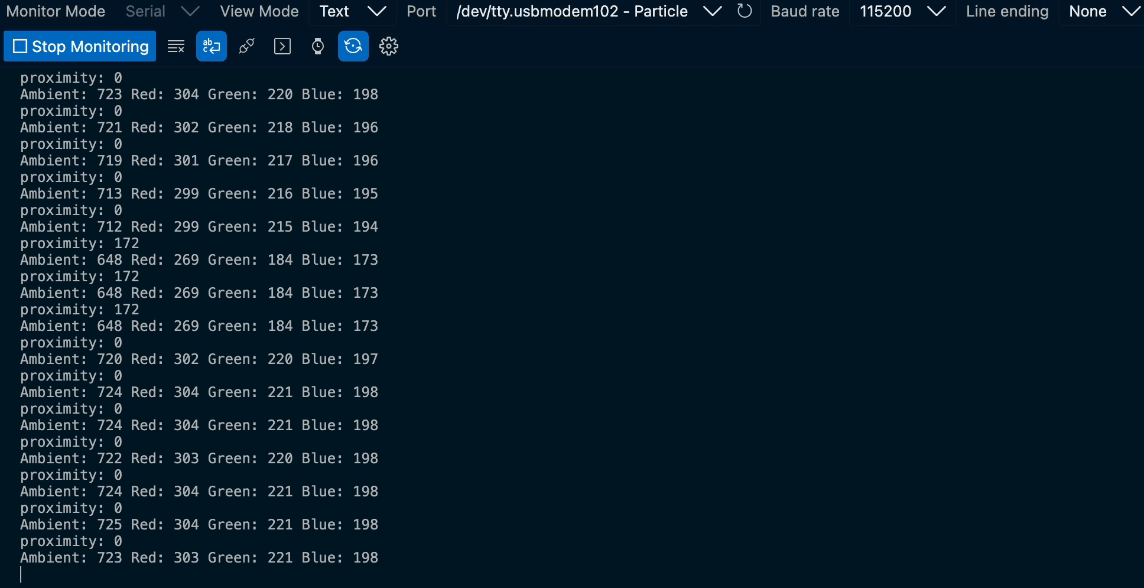 Monitor Mode Serial View Mode Text Port /dev/tty.usbmodem102 - Particle Baud rate 115200 Line ending None
Stop Monitoring
proximity: 0
Ambient: 723 Red: 304 Green: 220 Blue: 198
proximity: 0
Ambient: 721 Red: 302 Green: 218 Blue: 196
proximity: 0
Ambient: 719 Red: 301 Green: 217 Blue: 196
proximity: 0
Ambient: 713 Red: 299 Green: 216 Blue: 195
proximity: 0
Ambient: 712 Red: 299 Green: 215 Blue: 194
proximity: 172
Ambient: 648 Red: 269 Green: 184 Blue: 173
proximity: 172
Ambient: 648 Red: 269 Green: 184 Blue: 173
proximity: 172
Ambient: 648 Red: 269 Green: 184 Blue: 173
proximity: 0
Ambient: 720 Red: 302 Green: 220 Blue: 197
proximity: 0
Ambient: 724 Red: 304 Green: 221 Blue: 198
proximity: 0
Ambient: 724 Red: 304 Green: 221 Blue: 198
proximity: 0
Ambient: 722 Red: 303 Green: 220 Blue: 198
proximity: 0
Ambient: 724 Red: 304 Green: 221 Blue: 198
proximity: 0
Ambient: 725 Red: 304 Green: 221 Blue: 198
proximity: 0
Ambient: 723 Red: 303 Green: 221 Blue: 198